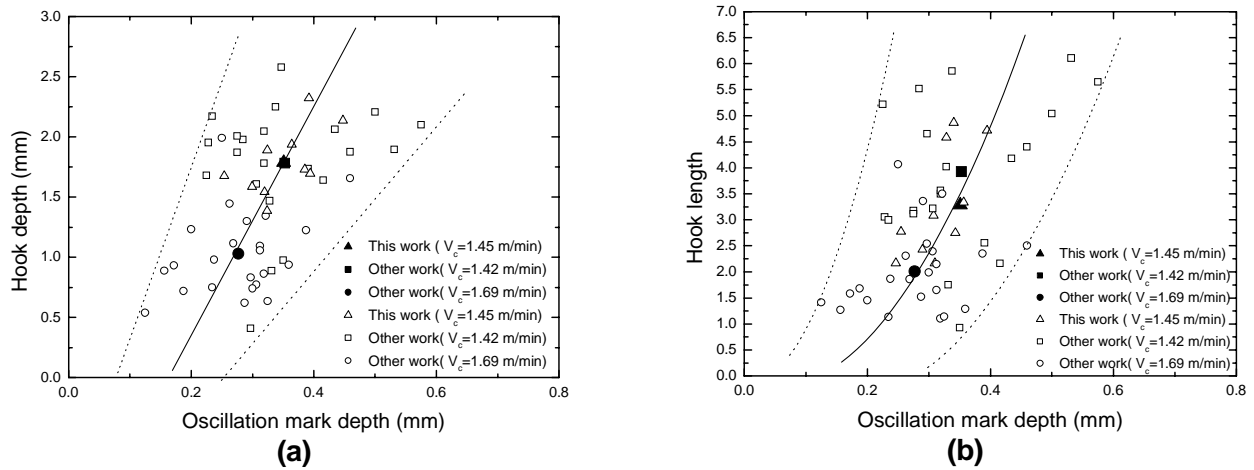 3.0
2.5
2.0
1.5
1.0
0.5
0.0
0.0 0.2 0.4 0.6 0.8
Hook depth (mm)
Oscillation mark depth (mm)
This work ( Vc=1.45 m/min)
Other work( Vc=1.42 m/min)
Other work( Vc=1.69 m/min)
This work ( Vc=1.45 m/min)
Other work( Vc=1.42 m/min)
Other work( Vc=1.69 m/min)
(a)
7.0
6.5
6.0
5.5
5.0
4.5
4.0
3.5
3.0
2.5
2.0
1.5
1.0
0.5
0.0
0.0 0.2 0.4 0.6 0.8
Hook length
Oscillation mark depth (mm)
This work ( Vc=1.45 m/min)
Other work( Vc=1.42 m/min)
Other work( Vc=1.69 m/min)
This work ( Vc=1.45 m/min)
Other work( Vc=1.42 m/min)
Other work( Vc=1.69 m/min)
(b)